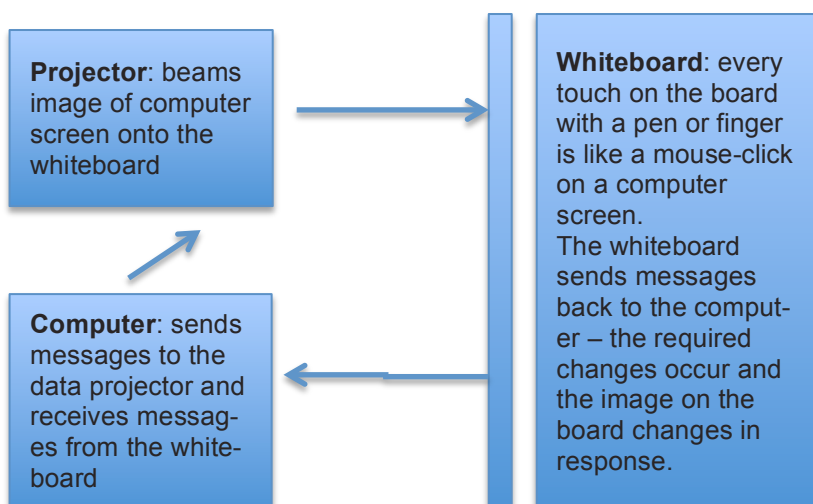 Projector: beams
image of computer
screen onto the
whiteboard
Computer: sends
messages to the
data projector and
receives messag-
es from the white-
board
Whiteboard: every
touch on the board
with a pen or finger
is like a mouse-click
on a computer
screen.
The whiteboard
sends messages
back to the comput-
er – the required
changes occur and
the image on the
board changes in
response.